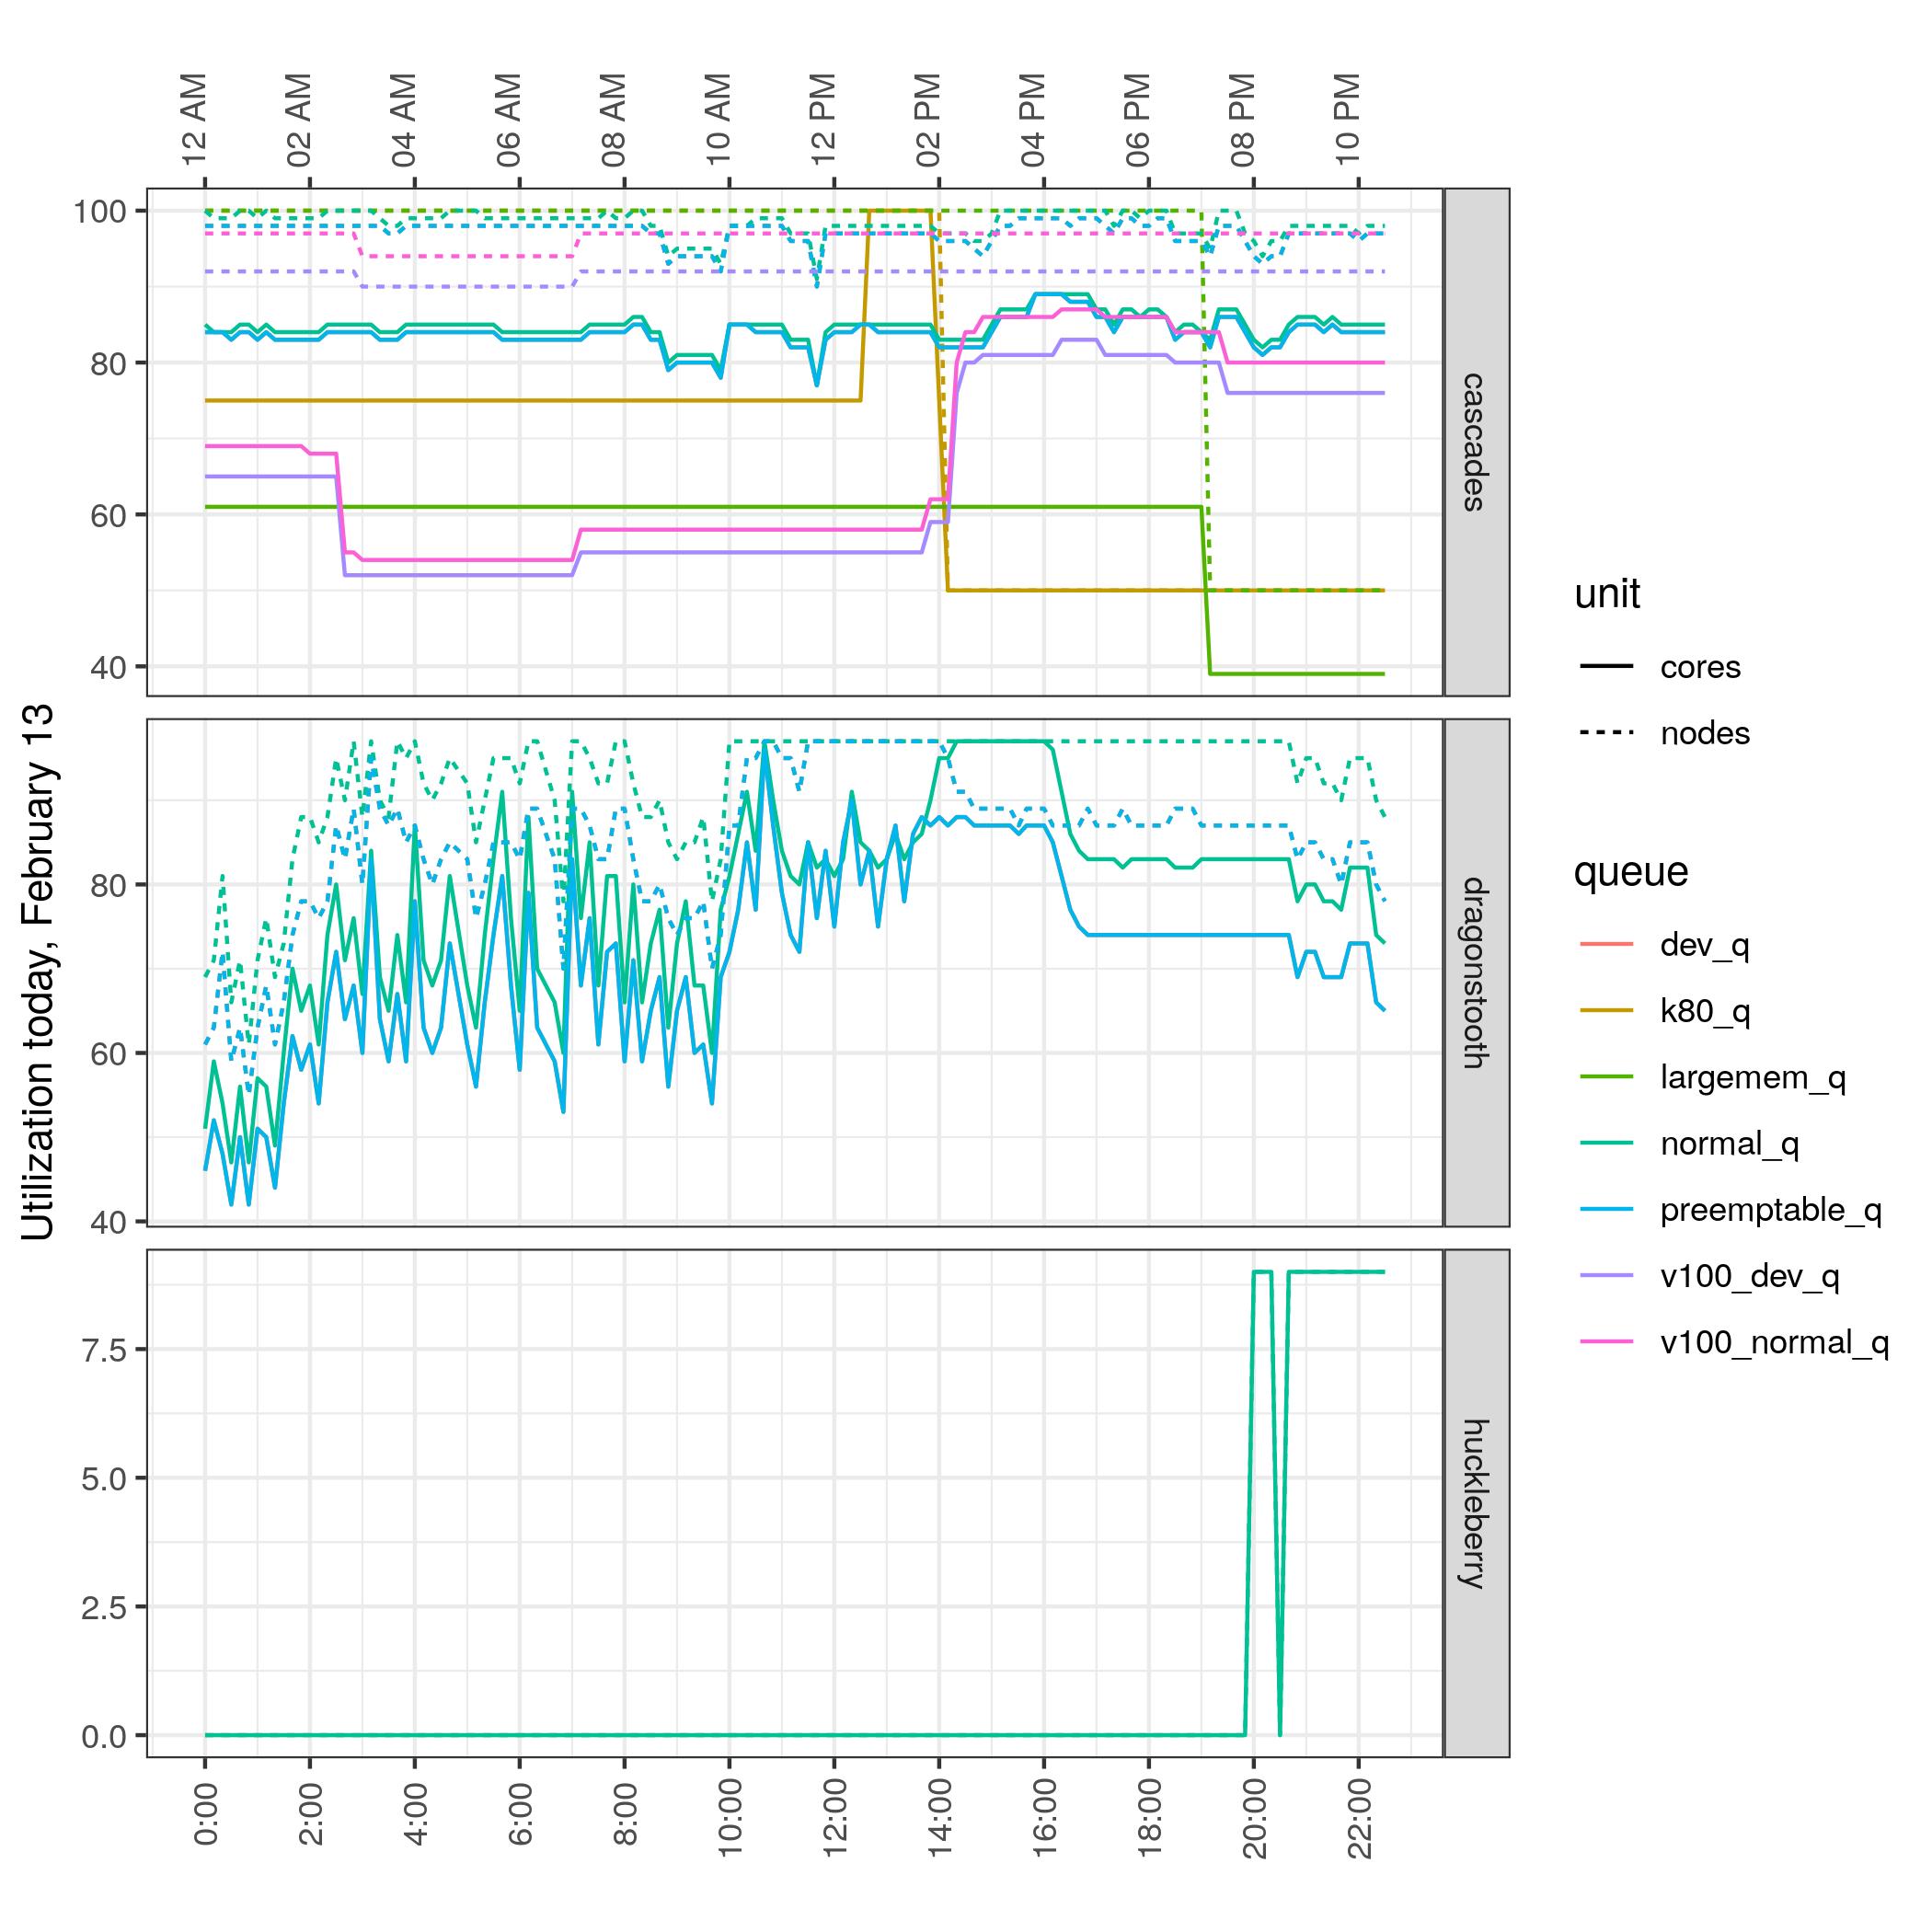 12 AM
02 AM
04 AM
06 AM
08 AM
10 AM
12 PM
02 PM
04 PM
06 PM
08 PM
10 PM
Utilization today, February 13
100
80
60
40
cascades
80
60
40
dragonstooth
7.5
5.0
2.5
0.0
huckleberry
0:00
2:00
4:00
6:00
8:00
10:00
12:00
14:00
16:00
18:00
20:00
22:00
unit
cores
nodes
queue
dev_q
k80_q
largemem_q
normal_q
preemptable_q
v100_dev_q
v100_normal_q